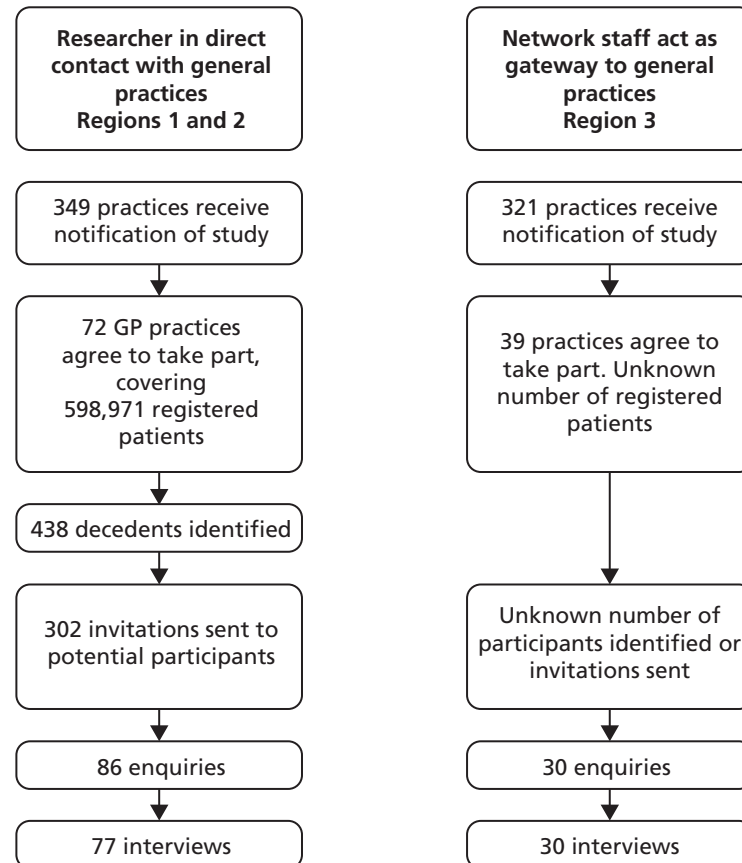 Researcher in direct
contact with general
practices
Regions 1 and 2
349 practices receive
notification of study
72 GP practices
agree to take part,
covering
598,971 registered
patients
438 decedents identified
302 invitations sent to
potential participants
86 enquiries
77 interviews
Network staff act as
gateway to general
practices
Region 3
321 practices receive
notification of study
39 practices agree to
take part. Unknown
number of registered
patients
Unknown number of
participants identified or
invitations sent
30 enquiries
30 interviews